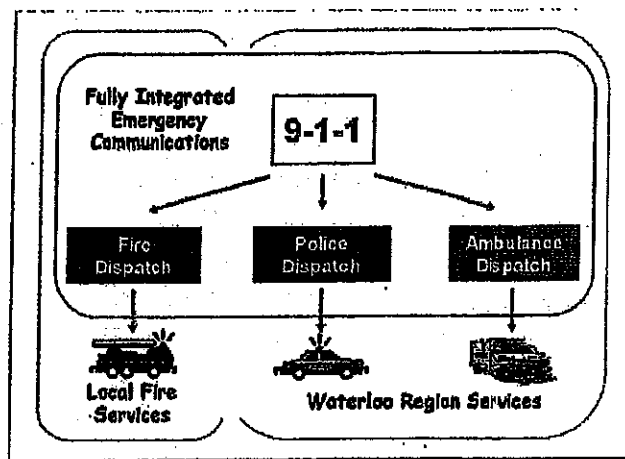 Fully Integrated
Emergency
Communications
9-1-1
Fire
Dispatch
Police
Dispatch
Ambulance
Dispatch
Local Fire
Services
Waterloo Region Services